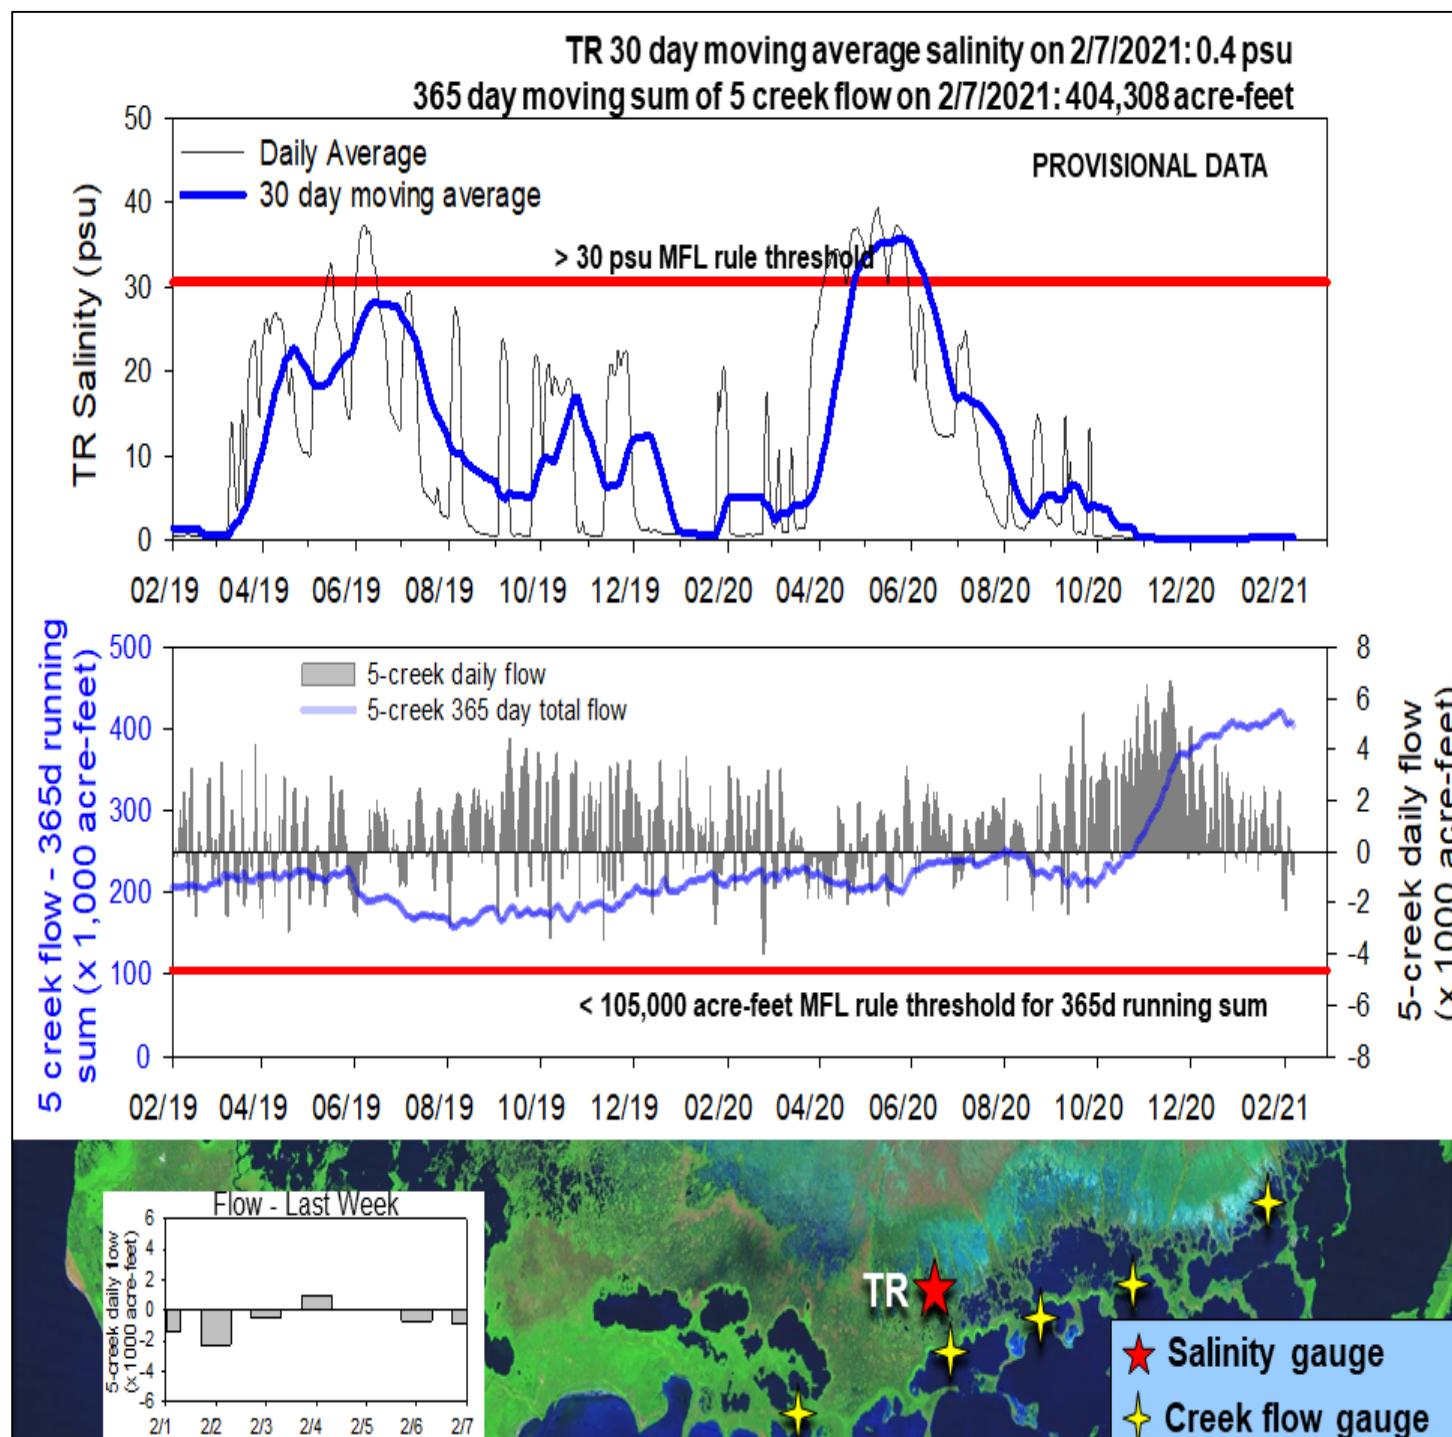 TR 30 day moving average salinity on 2/7/2021: 0.4 psu
365 day moving sum of 5 creek flow on 2/7/2021: 404,308 acre-feet
TR Salinity (psu)
50
40
30
20
10
0
Daily Average
30 day moving average
PROVISIONAL DATA
> 30 psu MFL rule threshold
02/19 04/19 06/19 08/19 10/19 12/19 02/20 04/20 06/20 08/20 10/20 12/20 02/21
5 creek flow - 365d running
sum (x 1,000 acre-feet)
500
400
300
200
100
0
5-creek daily flow
5-creek 365 day total flow
< 105,000 acre-feet MFL rule threshold for 365d running sum
8
6
4
2
0
-2
-4
-6
-8
5-creek daily flow
(x 1000 acre-feet)
02/19 04/19 06/19 08/19 10/19 12/19 02/20 04/20 06/20 08/20 10/20 12/20 02/21
Flow - Last Week
5-creek daily flow
(x 1000 acre-feet)
6
4
2
0
-2
-4
-6
2/1 2/2 2/3 2/4 2/5 2/6 2/7
TR
Salinity gauge
Creek flow gauge